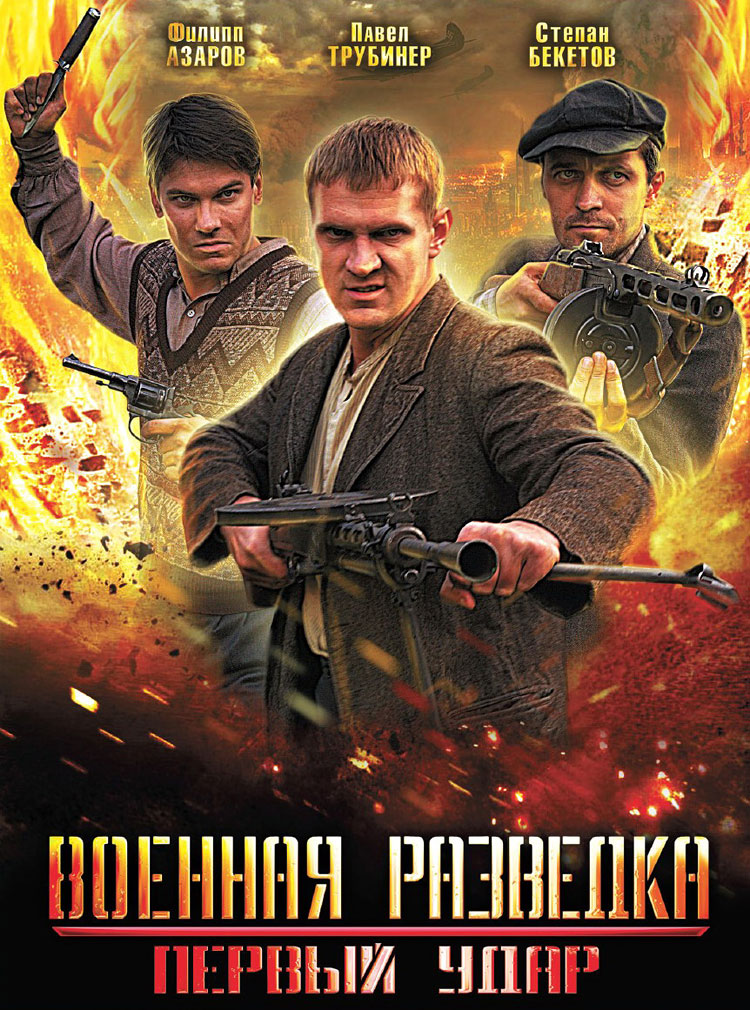 Филипп Павел Степан
АЗАРОВ ТРУБИНЕР БЕКЕТОВ
ВОЕННАЯ РАЗВЕДКА
ПЕРВЫЙ УДАР